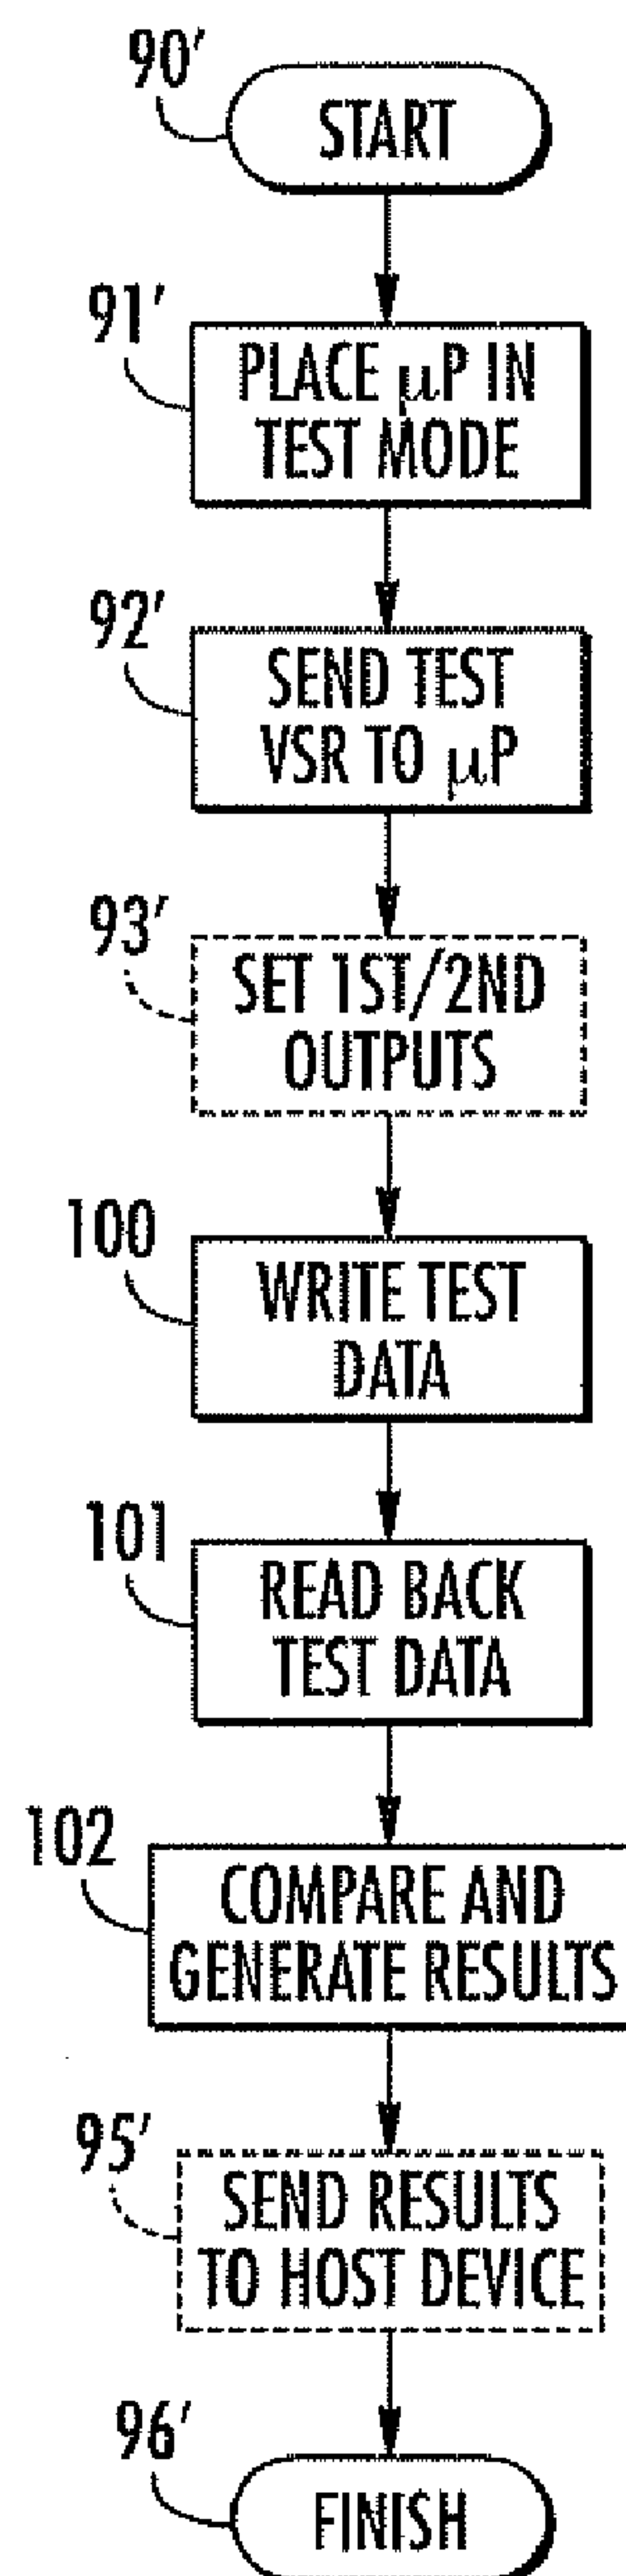 90'
START
91'
PLACE µP IN
TEST MODE
92'
SEND TEST
VSR TO µP
93'
SET 1ST/2ND
OUTPUTS
100
WRITE TEST
DATA
101
READ BACK
TEST DATA
102
COMPARE AND
GENERATE RESULTS
95'
SEND RESULTS
TO HOST DEVICE
96'
FINISH